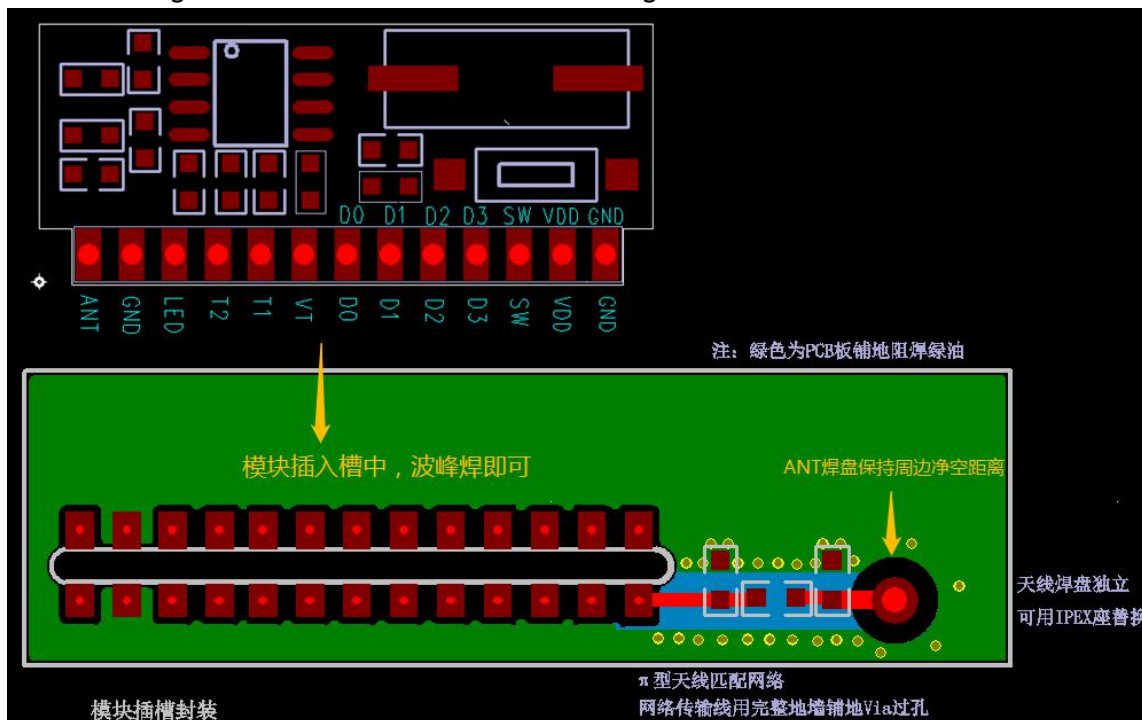 D0 D1 D2 D3 SW VDD GND
ANT GND LED T2 T1 VT D0 D1 D2 D3 SW VDD GND
注：绿色为PCB板铺地阻焊绿油
模块插入槽中，波峰焊即可
ANT焊盘保持周边净空距离
天线焊盘独立
可用IPEX座替换
π型天线匹配网络
网络传输线用完整地墙铺地Via过孔
模块插槽封装